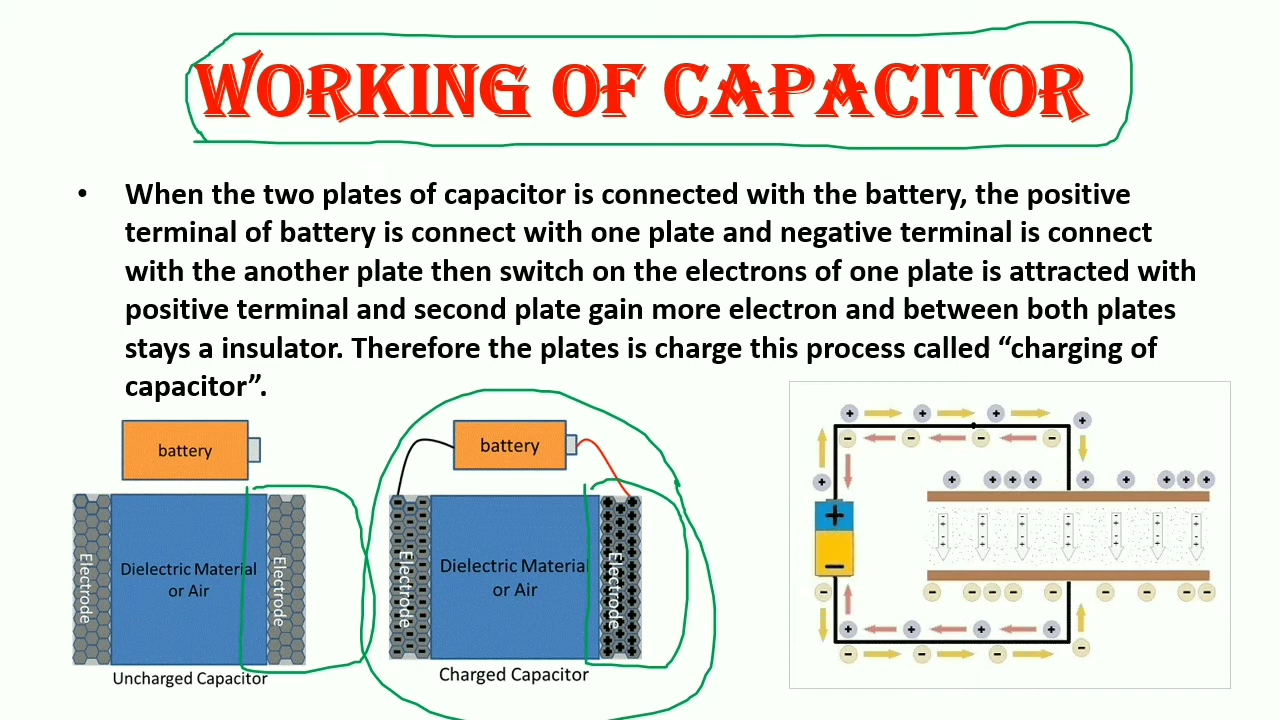 WORKING OF CAPACITOR
• When the two plates of capacitor is connected with the battery, the positive
terminal of battery is connect with one plate and negative terminal is connect
with the another plate then switch on the electrons of one plate is attracted with
positive terminal and second plate gain more electron and between both plates
stays a insulator. Therefore the plates is charge this process called “charging of
capacitor”.
battery
Electrode
Dielectric Material
or Air
Electrode
Uncharged Capacitor
battery
Electrode
Dielectric Material
or Air
Electrode
Charged Capacitor
+
−